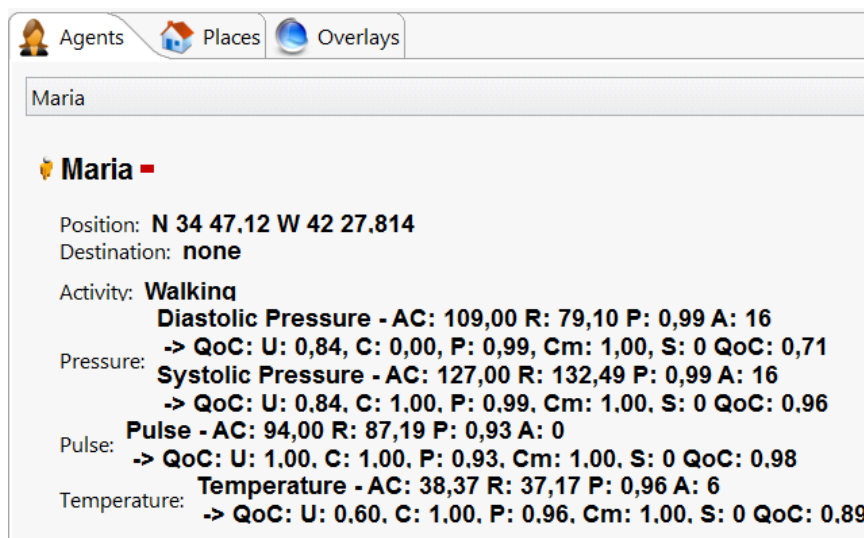 Agents Places Overlays
Maria
Maria
Position: N 34 47,12 W 42 27,814
Destination: none
Activity: Walking
Pressure: Diastolic Pressure - AC: 109,00 R: 79,10 P: 0,99 A: 16
-> QoC: U: 0,84, C: 0,00, P: 0,99, Cm: 1,00, S: 0 QoC: 0,71
Systolic Pressure - AC: 127,00 R: 132,49 P: 0,99 A: 16
-> QoC: U: 0,84, C: 1,00, P: 0,99, Cm: 1,00, S: 0 QoC: 0,96
Pulse: Pulse - AC: 94,00 R: 87,19 P: 0,93 A: 0
-> QoC: U: 1,00, C: 1,00, P: 0,93, Cm: 1,00, S: 0 QoC: 0,98
Temperature: Temperature - AC: 38,37 R: 37,17 P: 0,96 A: 6
-> QoC: U: 0,60, C: 1,00, P: 0,96, Cm: 1,00, S: 0 QoC: 0,89